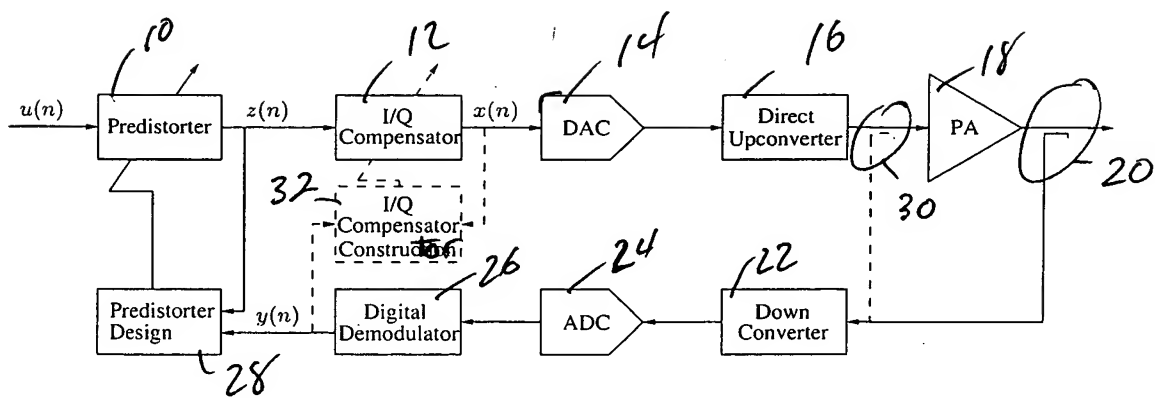 10
12
14
16
18
u(n)
Predistorter
z(n)
I/Q
Compensator
x(n)
DAC
Direct
Upconverter
PA
20
30
32
I/Q
Compensator
Constructor
26
24
22
Predistorter
Design
y(n)
Digital
Demodulator
ADC
Down
Converter
28